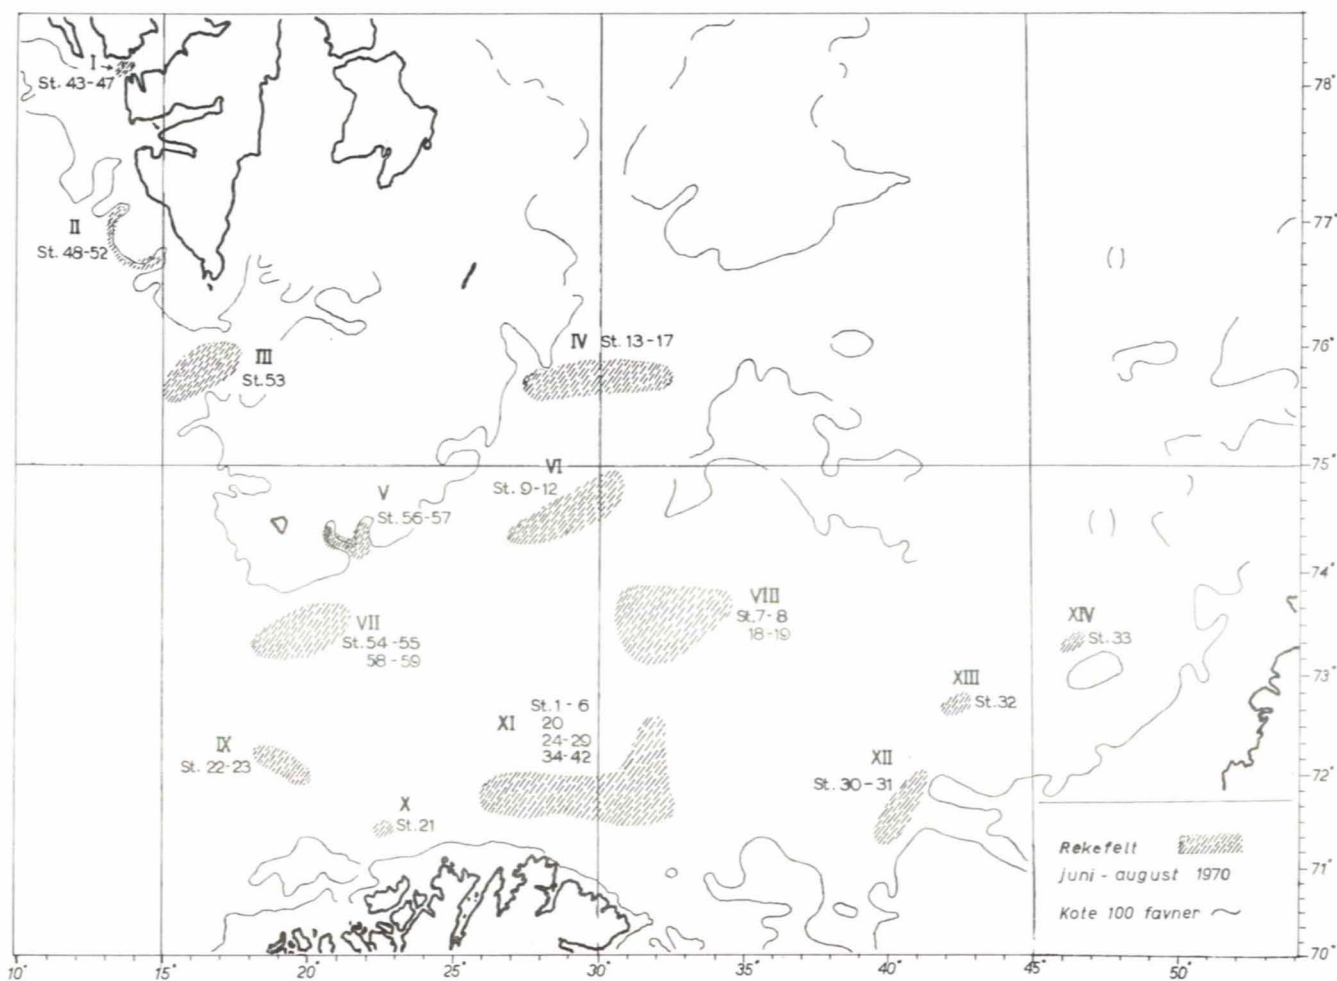 I
St. 43-47
78°
II
St. 48-52
77°
III
St.53
IV St. 13-17
76°
75°
VI
St. 9-12
V
St. 56-57
74°
VII
St. 54-55
58-59
VIII
St.7-8
18-19
XIV
St. 33
73°
XIII
St. 32
XI
St.1-6
20
24-29
34-42
IX
St. 22-23
XII
St. 30-31
72°
X
St.21
Rekefelt
juni - august 1970
Kote 100 favner
71°
70°
10° 15° 20° 25° 30° 35° 40° 45° 50°